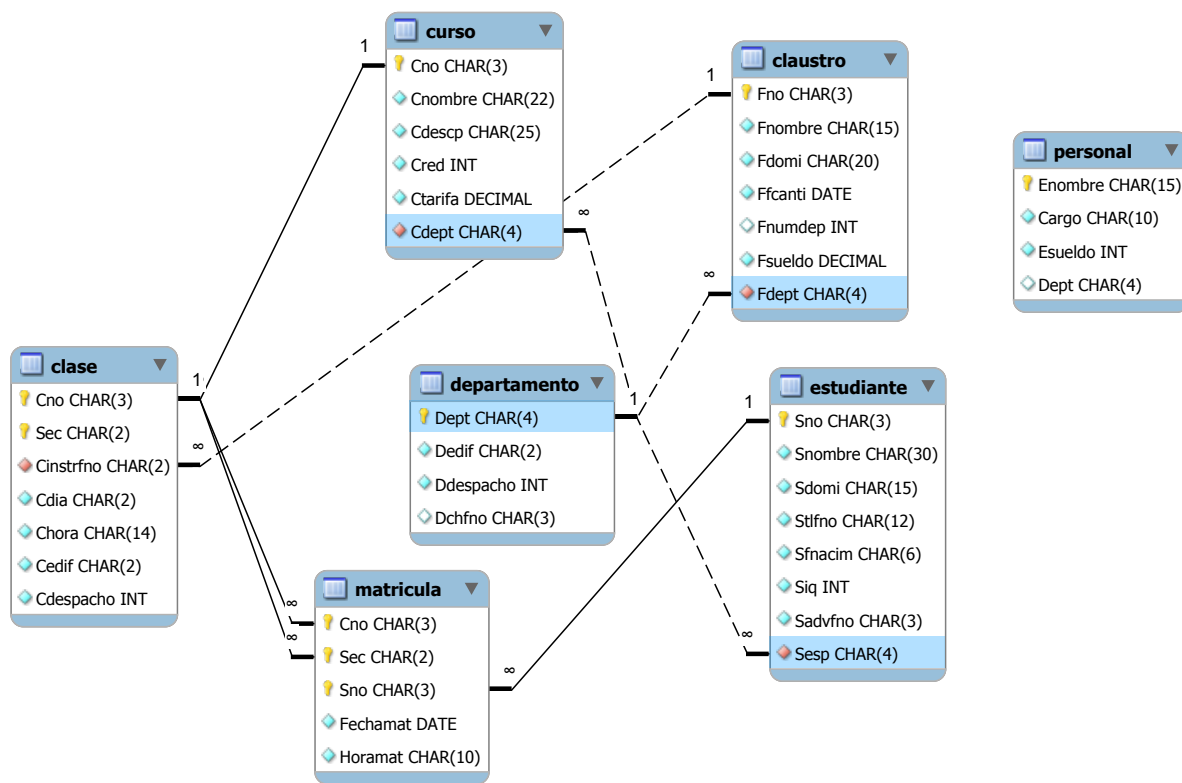 curso
Cno CHAR(3)
Cnombre CHAR(22)
Cdescp CHAR(25)
Cred INT
Ctarifa DECIMAL
Cdept CHAR(4)
1
∞
claustro
Fno CHAR(3)
Fnombre CHAR(15)
Fdomi CHAR(20)
Ffcanti DATE
Fnumdep INT
Fsueldo DECIMAL
Fdept CHAR(4)
1
∞
personal
Enombre CHAR(15)
Cargo CHAR(10)
Esueldo INT
Dept CHAR(4)
clase
Cno CHAR(3)
Sec CHAR(2)
Cinstrfno CHAR(2)
Cdia CHAR(2)
Chora CHAR(14)
Cedif CHAR(2)
Cdespacho INT
1
∞
departamento
Dept CHAR(4)
Dedif CHAR(2)
Ddespacho INT
Dchfno CHAR(3)
1
estudiante
Sno CHAR(3)
Snombre CHAR(30)
Sdomi CHAR(15)
Stlfno CHAR(12)
Sfnacim CHAR(6)
Siq INT
Sadvfno CHAR(3)
Sesp CHAR(4)
1
∞
matricula
Cno CHAR(3)
Sec CHAR(2)
Sno CHAR(3)
Fechamat DATE
Horamat CHAR(10)
∞
∞
∞